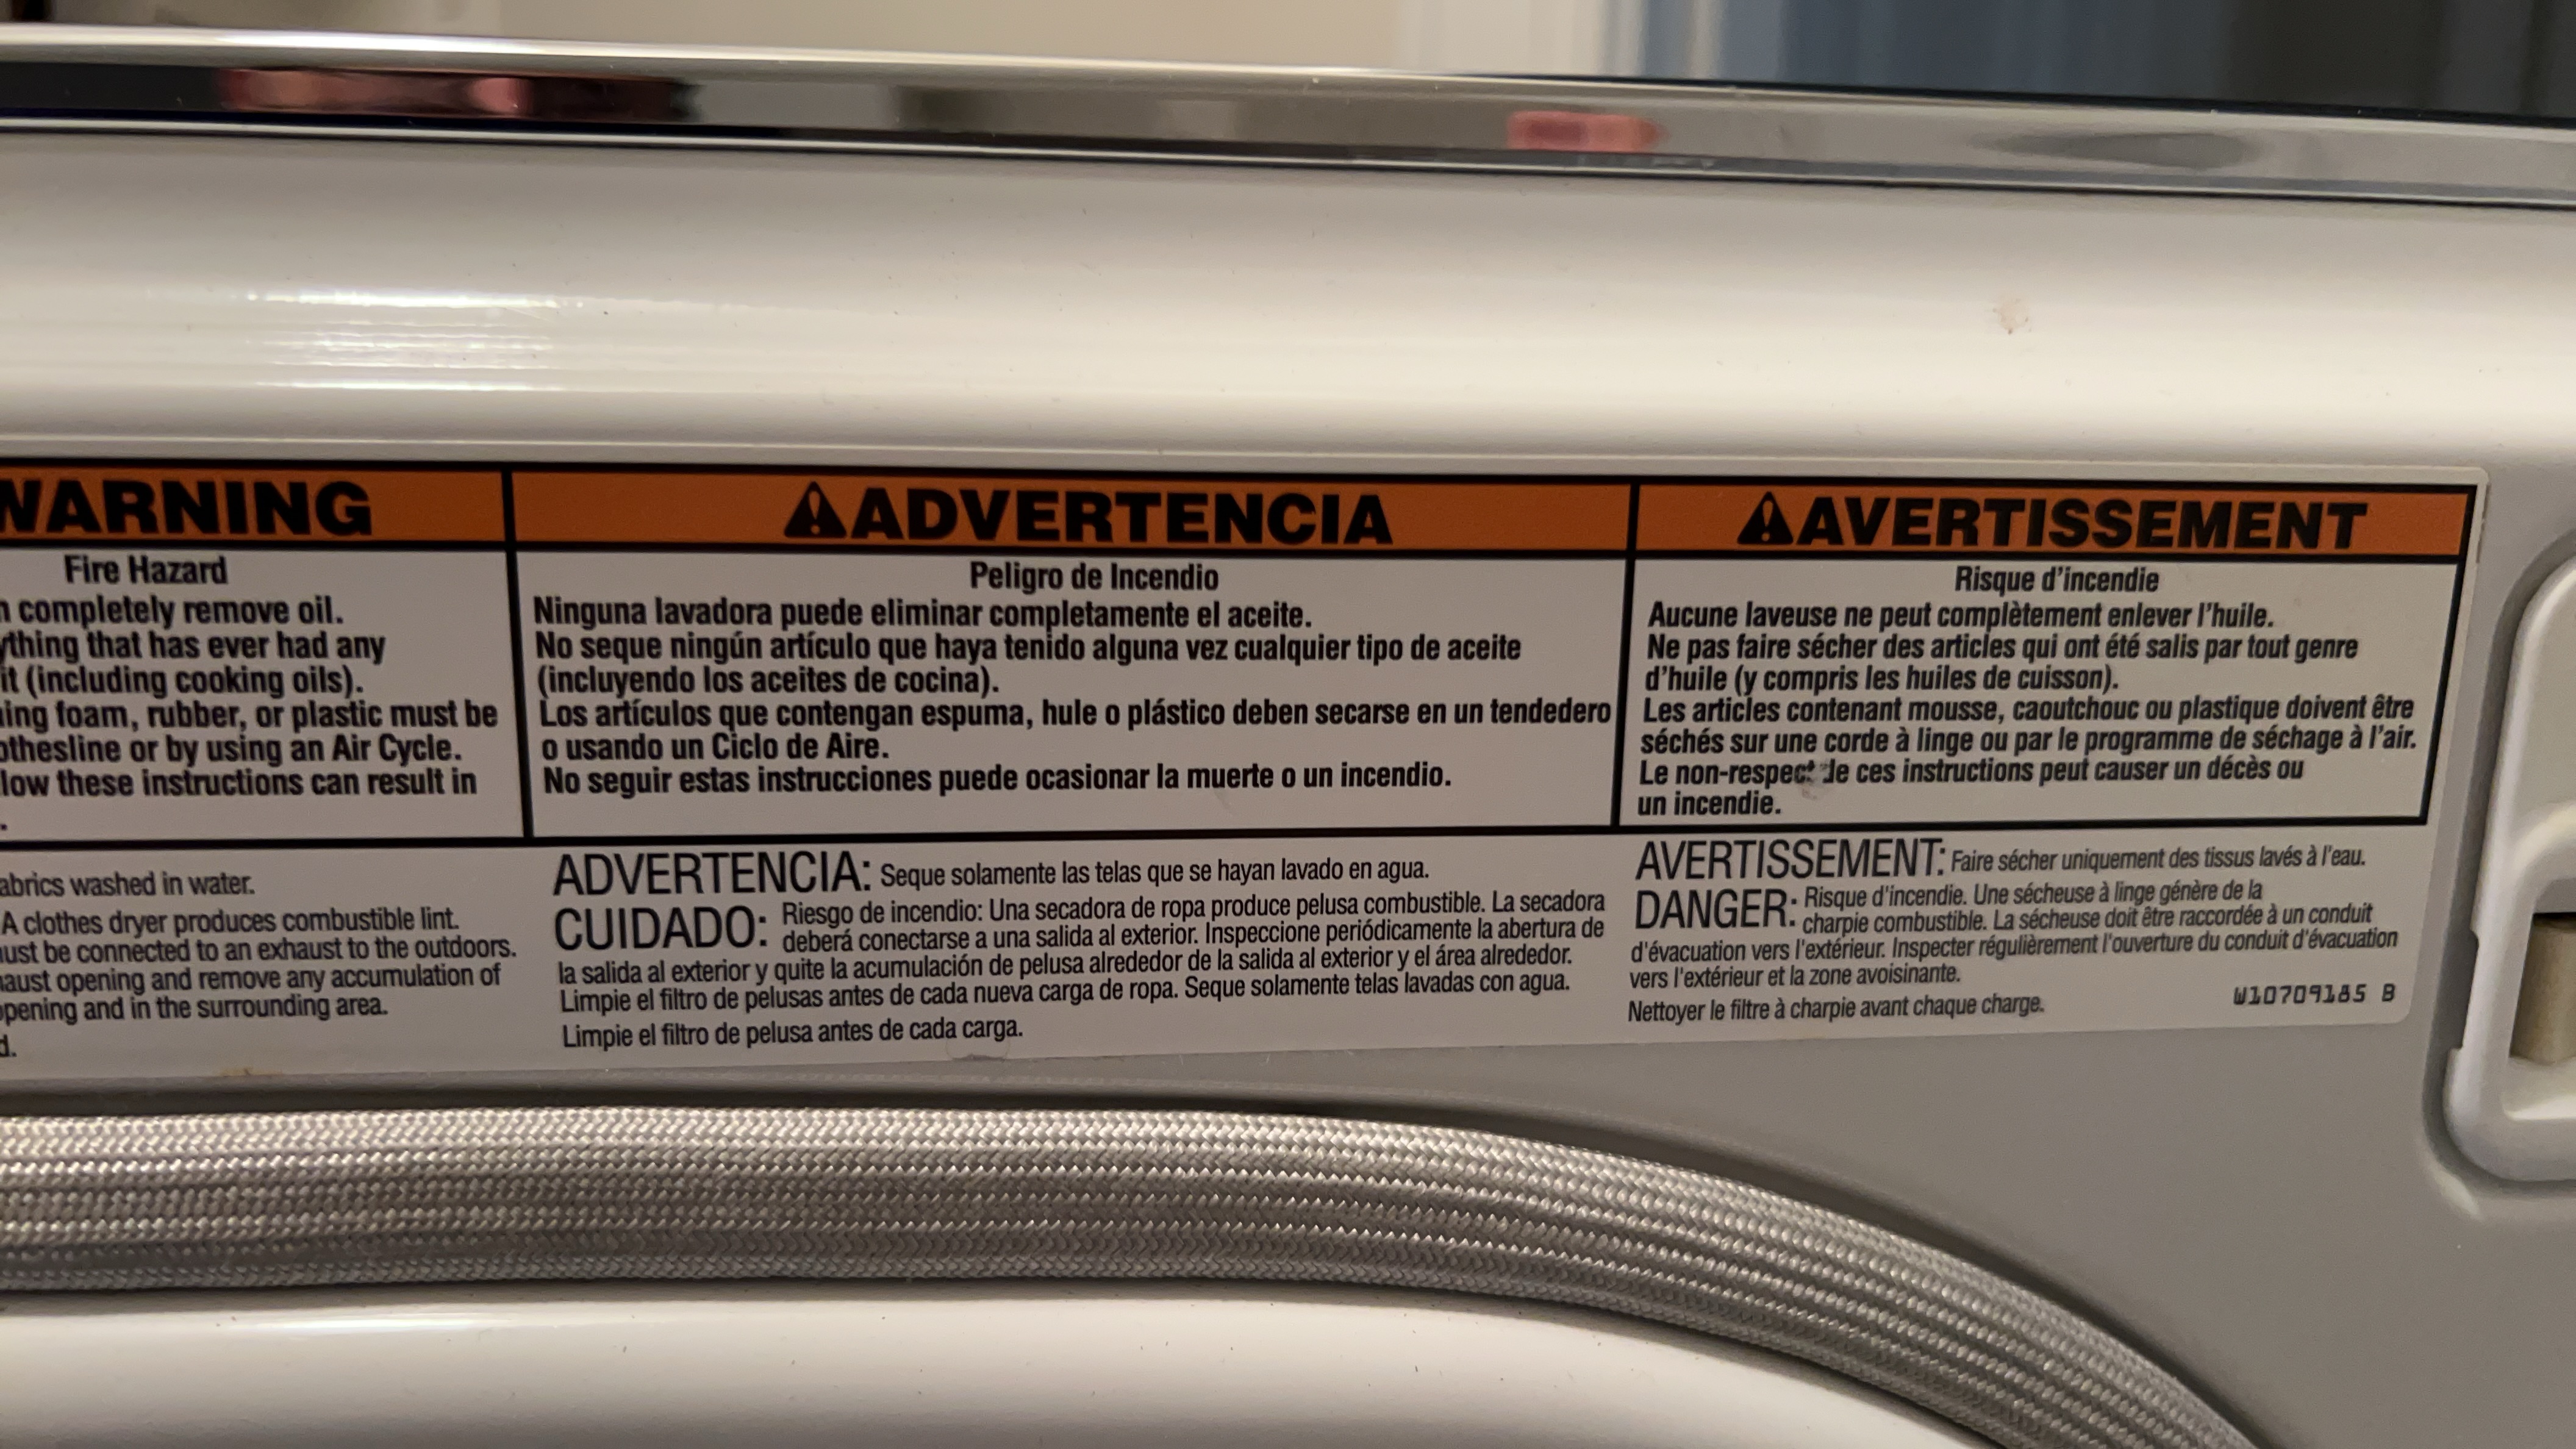 WARNING
Fire Hazard
completely remove oil.
that has ever had any
it (including cooking oils).
foam, rubber, or plastic must be
or by using an Air Cycle.
these instructions can result in
ADVERTENCIA
Peligro de Incendio
Ninguna lavadora puede eliminar completamente el aceite.
No seque ningún artículo que haya tenido alguna vez cualquier tipo de aceite
(incluyendo los aceites de cocina).
Los artículos que contengan espuma, hule o plástico deben secarse en un tendedero
o usando un Ciclo de Aire.
No seguir estas instrucciones puede ocasionar la muerte o un incendio.
AVERTISSEMENT
Risque d'incendie
Aucune laveuse ne peut complètement enlever l'huile.
Ne pas faire sécher des articles qui ont été salis par tout genre
d'huile (y compris les huiles de cuisson).
Les articles contenant mousse, caoutchouc ou plastique doivent être
séchés sur une corde à linge ou par le programme de séchage à l'air.
Le non-respect de ces instructions peut causer un décès ou
un incendie.
washed in water.
A clothes dryer produces combustible lint.
be connected to an exhaust to the outdoors.
opening and remove any accumulation of
and in the surrounding area.
ADVERTENCIA: Seque solamente las telas que se hayan lavado en agua.
CUIDADO: Riesgo de incendio: Una secadora de ropa produce pelusa combustible. La secadora
deberá conectarse a una salida al exterior. Inspeccione periódicamente la abertura de
la salida al exterior y quite la acumulación de pelusa alrededor de la salida al exterior y el área alrededor.
Limpie el filtro de pelusas antes de cada nueva carga de ropa. Seque solamente telas lavadas con agua.
Limpie el filtro de pelusa antes de cada carga.
AVERTISSEMENT: Faire sécher uniquement des tissus lavés à l'eau.
DANGER: Risque d'incendie. Une sécheuse à linge génère de la
charpie combustible. La sécheuse doit être raccordée à un conduit
d'évacuation vers l'extérieur. Inspecter régulièrement l'ouverture du conduit d'évacuation
vers l'extérieur et la zone avoisinante.
Nettoyer le filtre à charpie avant chaque charge.
W10709185 B